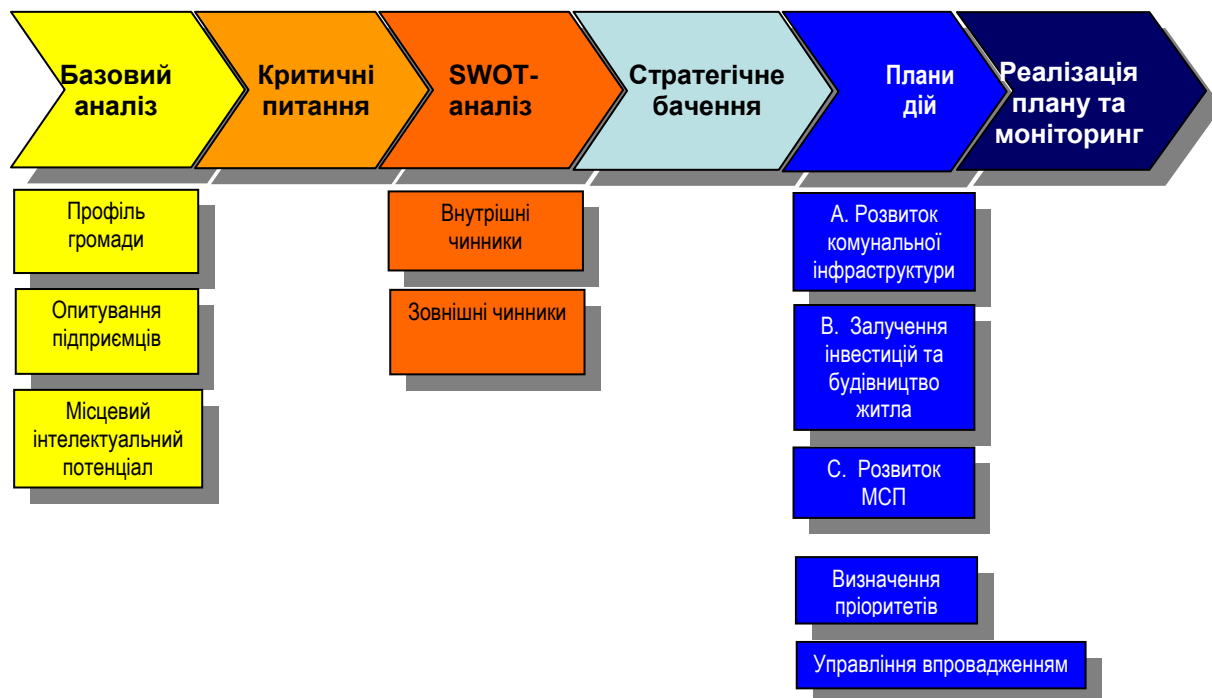 Базовий
аналіз
Критичні
питання
SWOT-
аналіз
Стратегічне
бачення
Плани
дій
Реалізація
плану та
моніторинг
Профіль
громади
Опитування
підприємців
Місцевий
інтелектуальний
потенціал
Внутрішні
чинники
Зовнішні чинники
А. Розвиток
комунальної
інфраструктури
В. Залучення
інвестицій та
будівництво
житла
С. Розвиток
МСП
Визначення
пріоритетів
Управління впровадженням